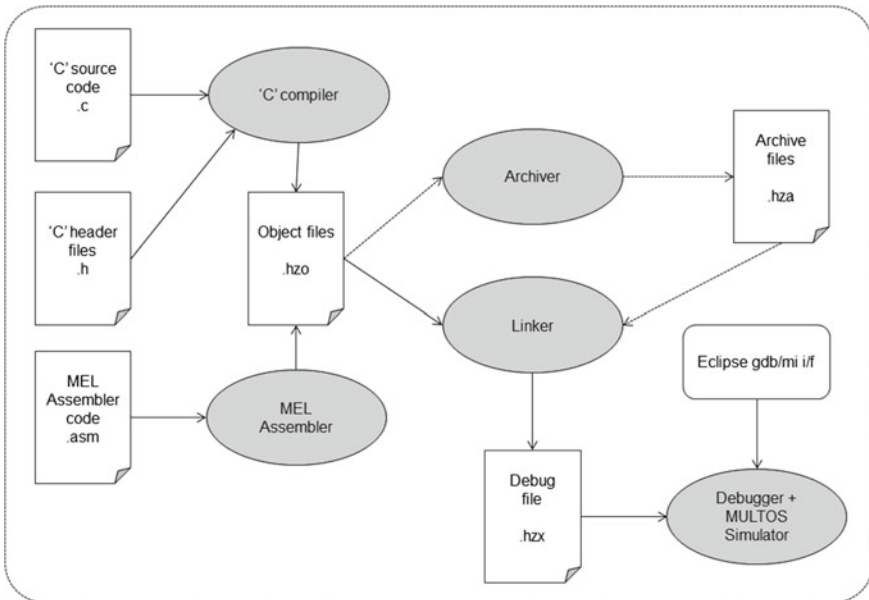 ‘C’ source
code
.c
‘C’ compiler
‘C’ header
files
.h
Object files
.hzo
Archiver
Archive
files
.hza
Linker
Eclipse gdb/mi i/f
MEL
Assembler
code
.asm
MEL
Assembler
Debug
file
.hzx
Debugger +
MULTOS
Simulator